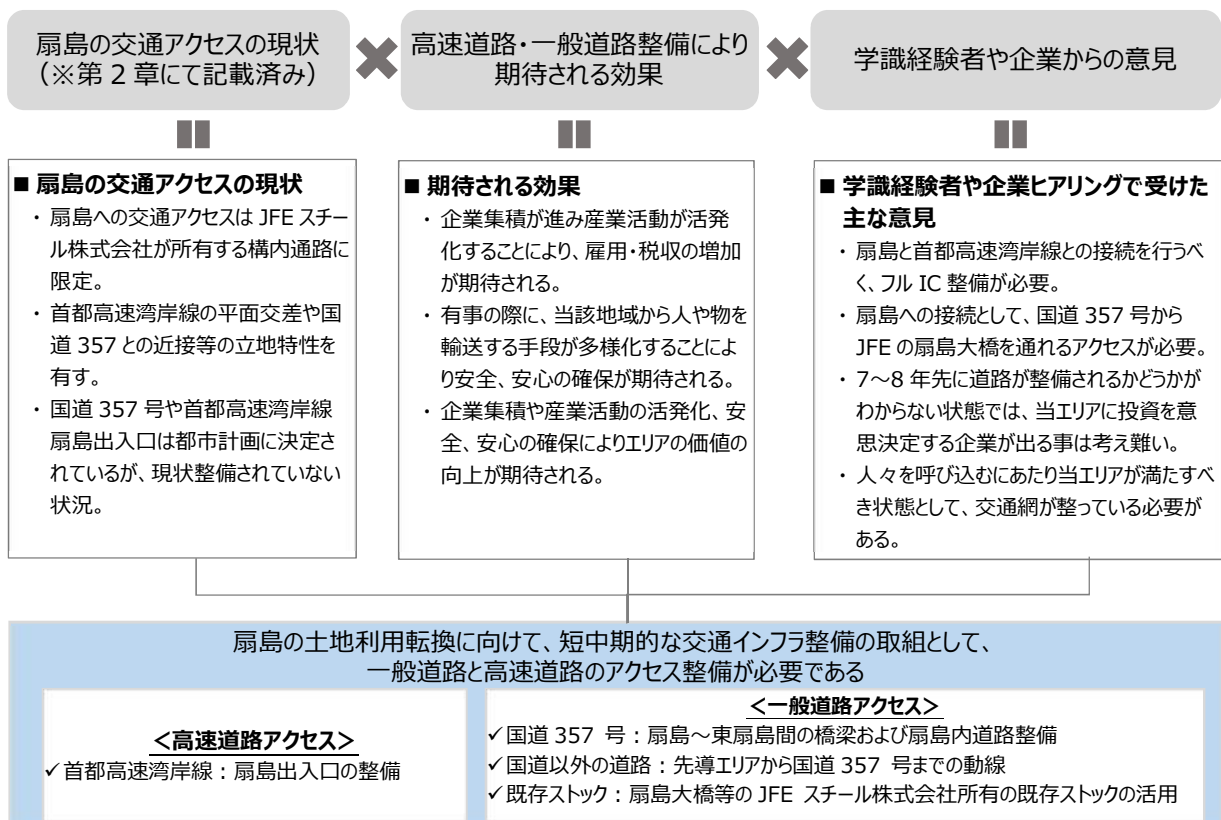 扇島の交通アクセスの現状
（※第 2 章にて記載済み）
高速道路・一般道路整備により
期待される効果
学識経験者や企業からの意見
■ 扇島の交通アクセスの現状
・ 扇島への交通アクセスは JFE スチー
ル株式会社が所有する構内通路に
限定。
・ 首都高速湾岸線の平面交差や国
道 357 との近接等の立地特性を
有す。
・ 国道 357 号や首都高速湾岸線
扇島出入口は都市計画に決定さ
れているが、現状整備されていない
状況。
■ 期待される効果
・ 企業集積が進み産業活動が活発
化することにより、雇用・税収の増加
が期待される。
・ 有事の際に、当該地域から人や物を
輸送する手段が多様化することによ
り安全、安心の確保が期待される。
・ 企業集積や産業活動の活発化、安
全、安心の確保によりエリアの価値の
向上が期待される。
■ 学識経験者や企業ヒアリングで受けた
主な意見
・ 扇島と首都高速湾岸線との接続を行うべ
く、フル IC 整備が必要。
・ 扇島への接続として、国道 357 号から
JFE の扇島大橋を通れるアクセスが必要。
・ 7～8 年先に道路が整備されるかどうかが
わからない状態では、当エリアに投資を意
思決定する企業が出る事は考え難い。
・ 人々を呼び込むにあたり当エリアが満たすべ
き状態として、交通網が整っている必要が
ある。
扇島の土地利用転換に向けて、短中期的な交通インフラ整備の取組として、
一般道路と高速道路のアクセス整備が必要である
＜高速道路アクセス＞
✓首都高速湾岸線：扇島出入口の整備
＜一般道路アクセス＞
✓国道 357 号：扇島～東扇島間の橋梁および扇島内道路整備
✓国道以外の道路：先導エリアから国道 357 号までの動線
✓既存ストック：扇島大橋等の JFE スチール株式会社所有の既存ストックの活用